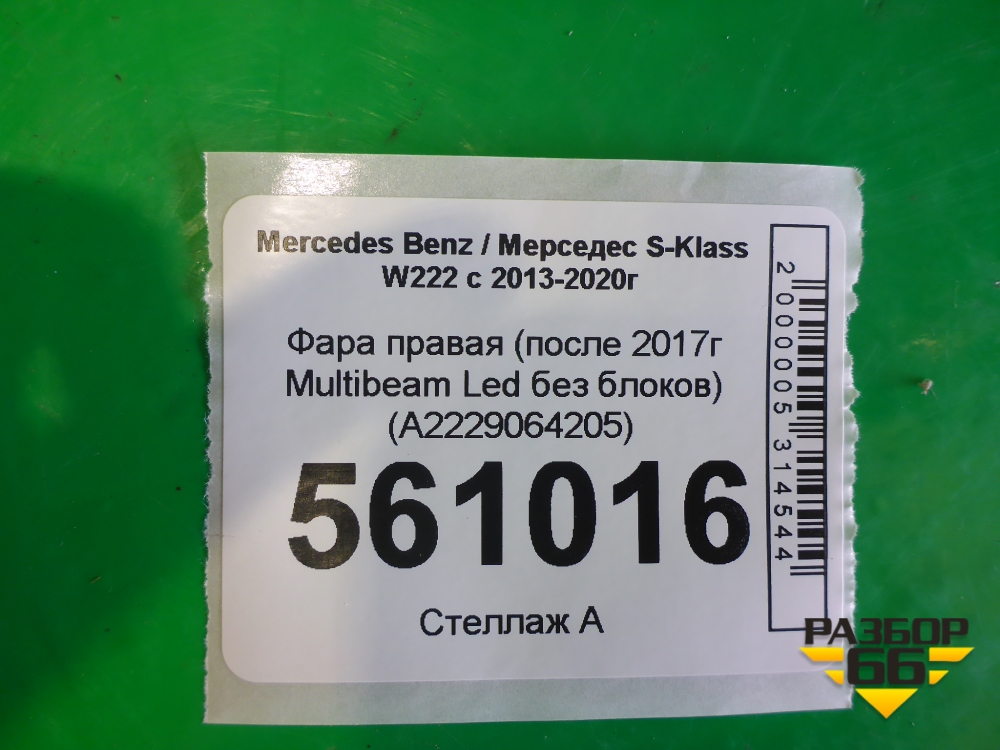 Mercedes Benz / Мерседес S-Klass
W222 с 2013-2020г
Фара правая (после 2017г
Multibeam Led без блоков)
(A2229064205)
561016
Стеллаж А
2000005314544
РАЗБОР
66